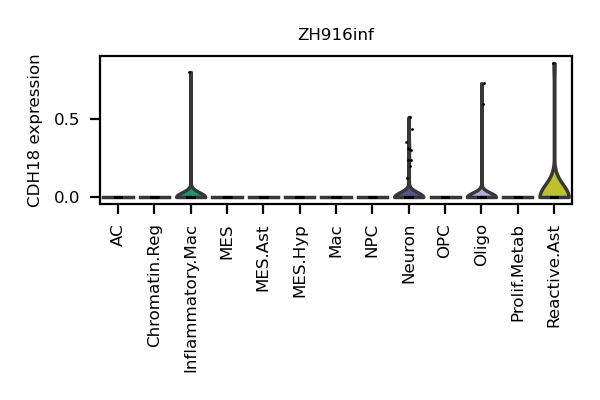 ZH916inf
CDH18 expression
0.5
0.0
AC
Chromatin.Reg
Inflammatory.Mac
MES
MES.Ast
MES.Hyp
Mac
NPC
Neuron
OPC
Oligo
Prolif.Metab
Reactive.Ast